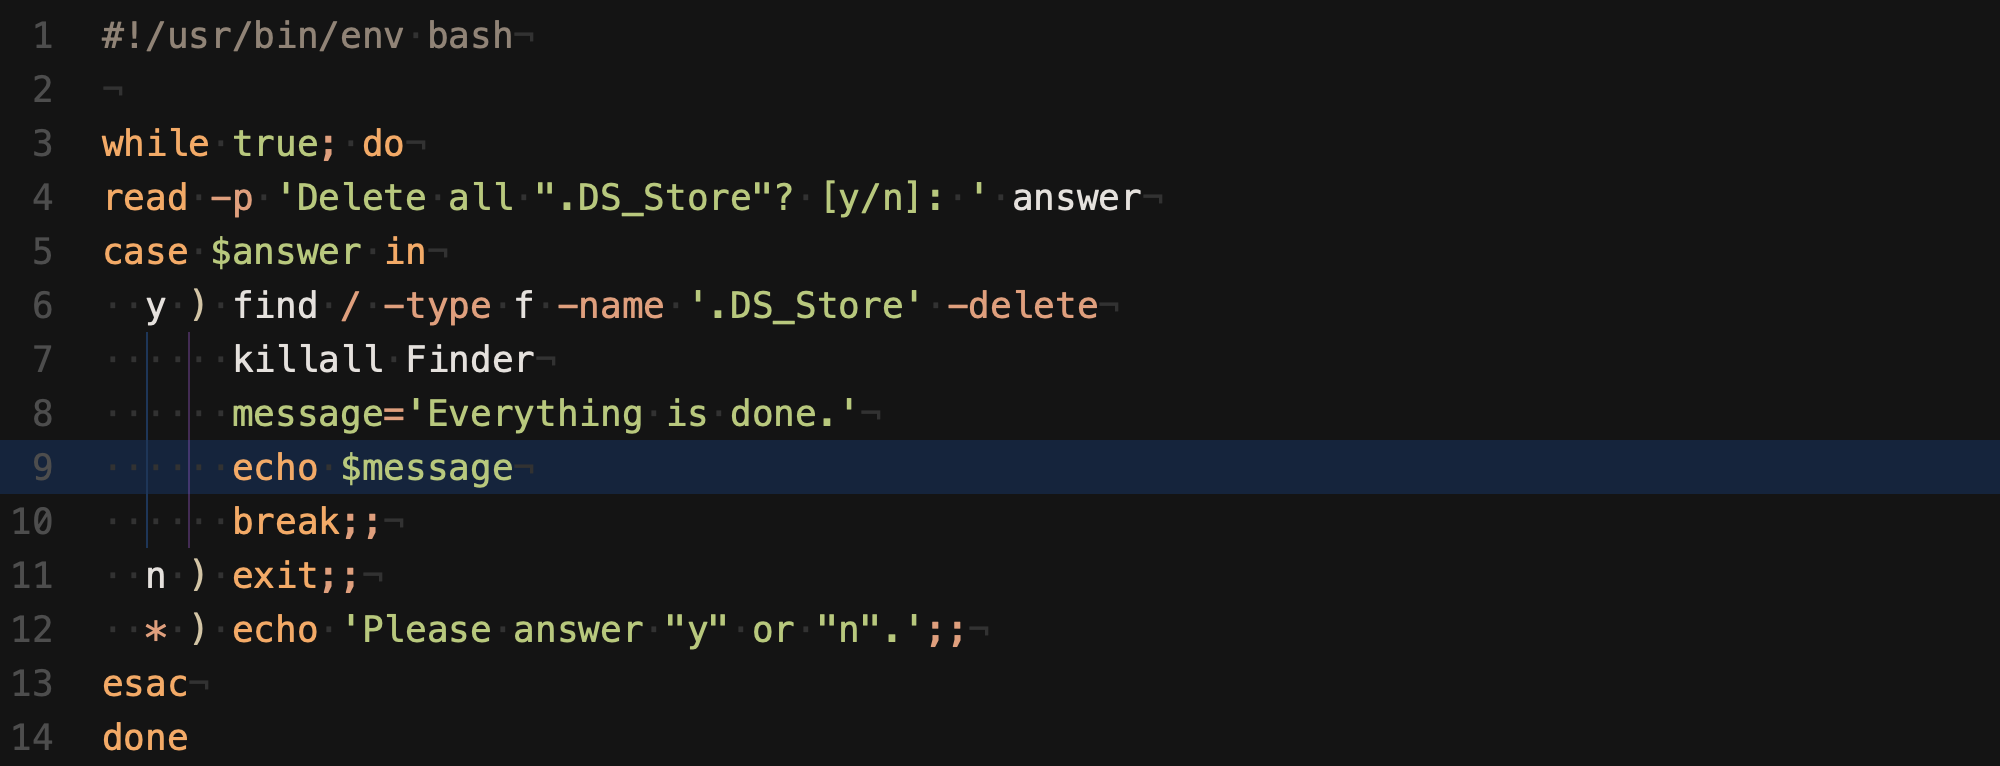 1 #!/usr/bin/env bash¬
2 ¬
3 while·true;·do¬
4 read·-p·'Delete·all·".DS_Store"?·[y/n]:·'·answer¬
5 case·$answer·in¬
6 ··y·)·find·/·-type·f·-name·'.DS_Store'·-delete¬
7 ······killall·Finder¬
8 ······message='Everything·is·done.'¬
9 ······echo·$message¬
10 ······break;;¬
11 ··n·)·exit;;¬
12 ··*·)·echo·'Please·answer·"y"·or·"n".';;¬
13 esac¬
14 done